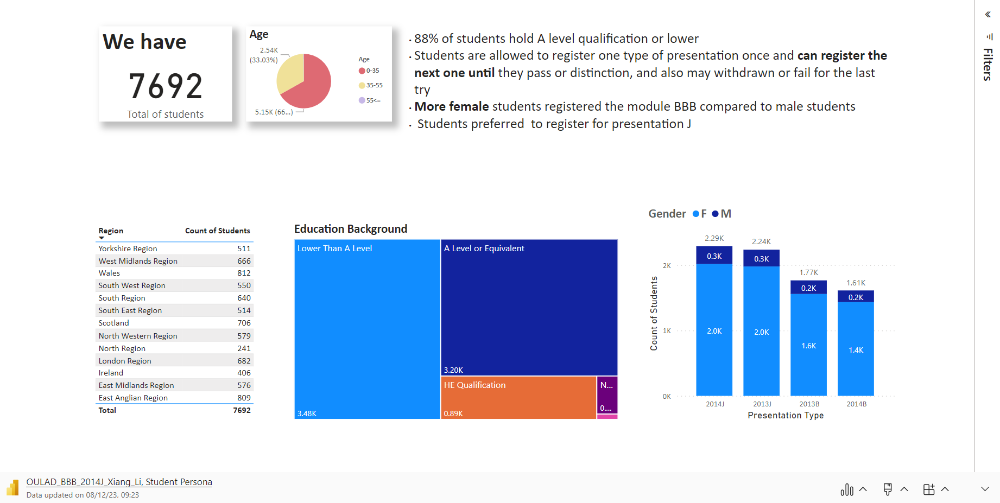 We have
7692
Total of students
Age
2.54K
(33.03%)
5.15K (66...)
Age
0-35
35-55
55<=
· 88% of students hold A level qualification or lower
· Students are allowed to register one type of presentation once and can register the
next one until they pass or distinction, and also may withdrawn or fail for the last
try
· More female students registered the module BBB compared to male students
· Students preferred to register for presentation J
Filters
Region Count of Students
Yorkshire Region 511
West Midlands Region 666
Wales 812
South West Region 550
South Region 640
South East Region 514
Scotland 706
North Western Region 579
North Region 241
London Region 682
Ireland 406
East Midlands Region 576
East Anglian Region 809
Total 7692
Education Background
Lower Than A Level
3.48K
A Level or Equivalent
3.20K
HE Qualification
0.89K
N...
0....
Gender F M
Count of Students
2K
1K
0K
2.29K
0.3K
2.0K
2014J
2.24K
0.3K
2.0K
2013J
1.77K
0.2K
1.6K
2013B
1.61K
0.2K
1.4K
2014B
Presentation Type
OULAD_BBB_2014J_Xiang_Li, Student Persona
Data updated on 08/12/23, 09:23